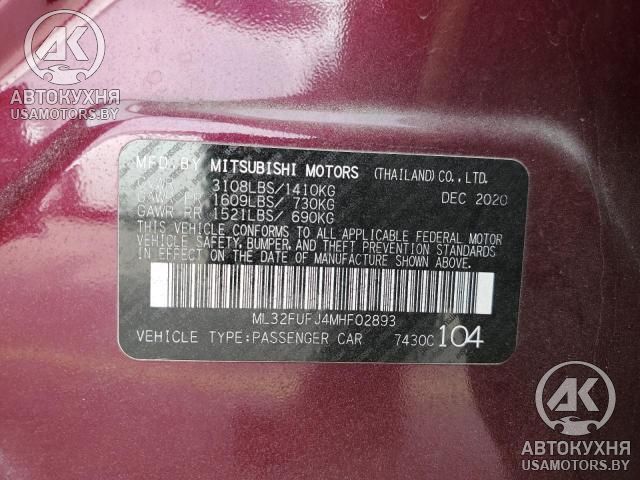 AK
АВТОКУХНЯ
USAMOTORS.BY
MFD. BY MITSUBISHI MOTORS (THAILAND) CO., LTD.
GVWR 3108LBS/1410KG DEC 2020
GAWR FR 1609LBS/ 730KG
GAWR RR 1521LBS/ 690KG
THIS VEHICLE CONFORMS TO ALL APPLICABLE FEDERAL MOTOR
VEHICLE SAFETY, BUMPER, AND THEFT PREVENTION STANDARDS
IN EFFECT ON THE DATE OF MANUFACTURE SHOWN ABOVE.
ML32FUFJ4MHF02893
VEHICLE TYPE:PASSENGER CAR 7430C104
AK
АВТОКУХНЯ
USAMOTORS.BY